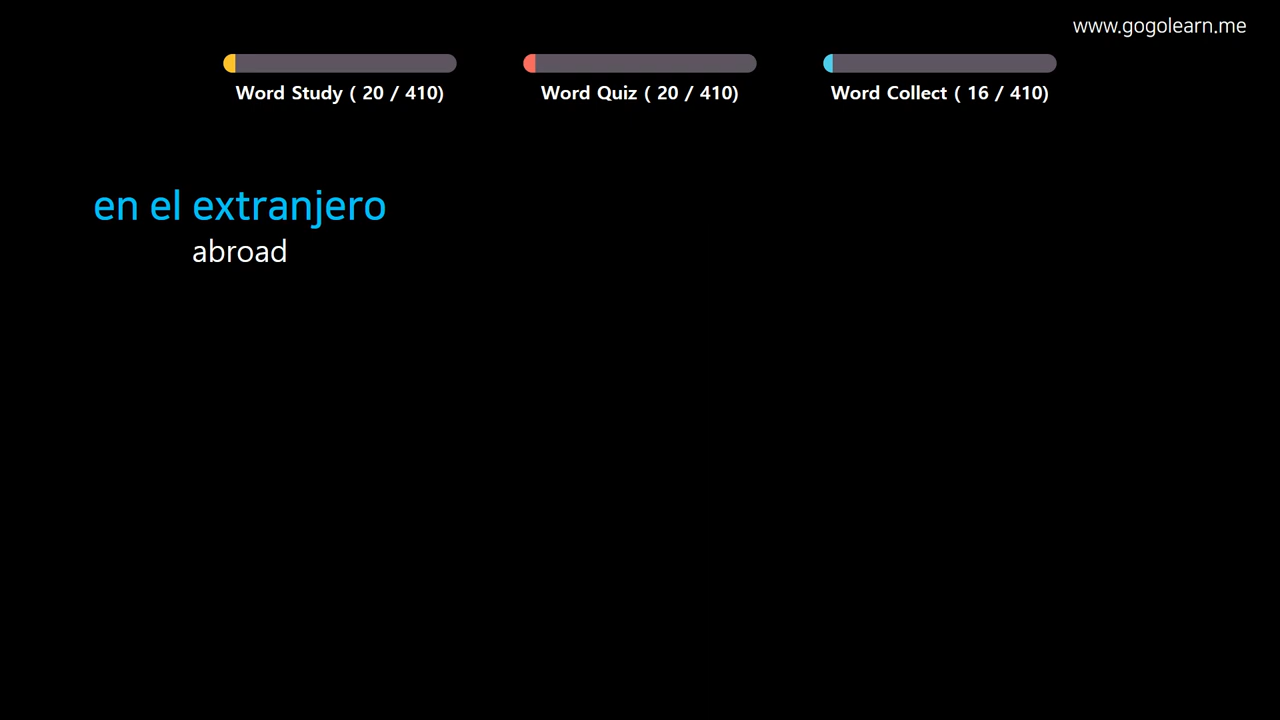 www.gogolearn.me
Word Study ( 20 / 410)
Word Quiz ( 20 / 410)
Word Collect ( 16 / 410)
en el extranjero
abroad